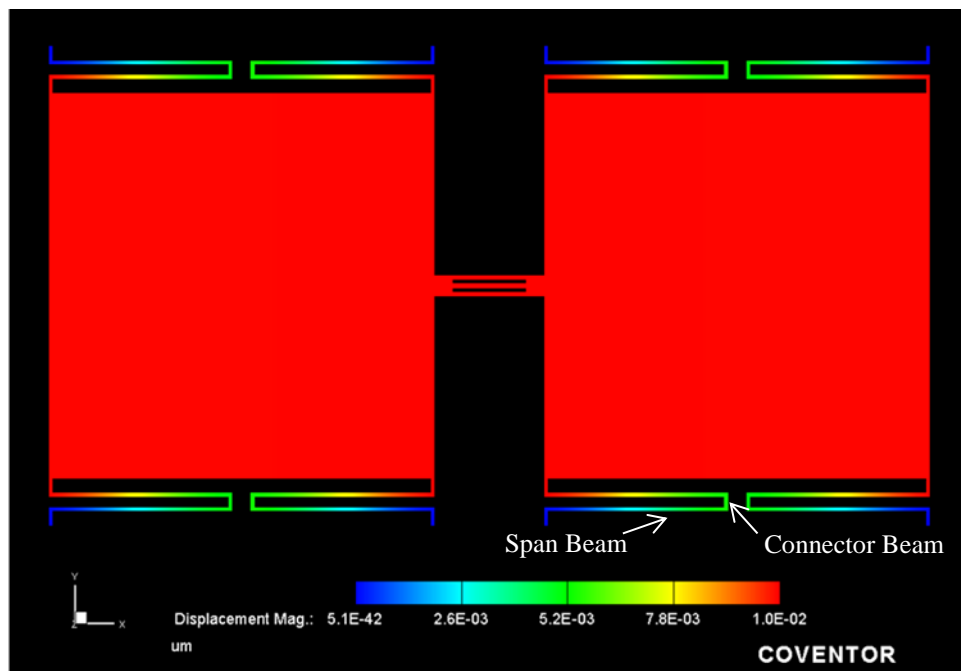 Span Beam
Connector Beam
Y
Z
X
Displacement Mag.: 5.1E-42 2.6E-03 5.2E-03 7.8E-03 1.0E-02
um
COVENTOR